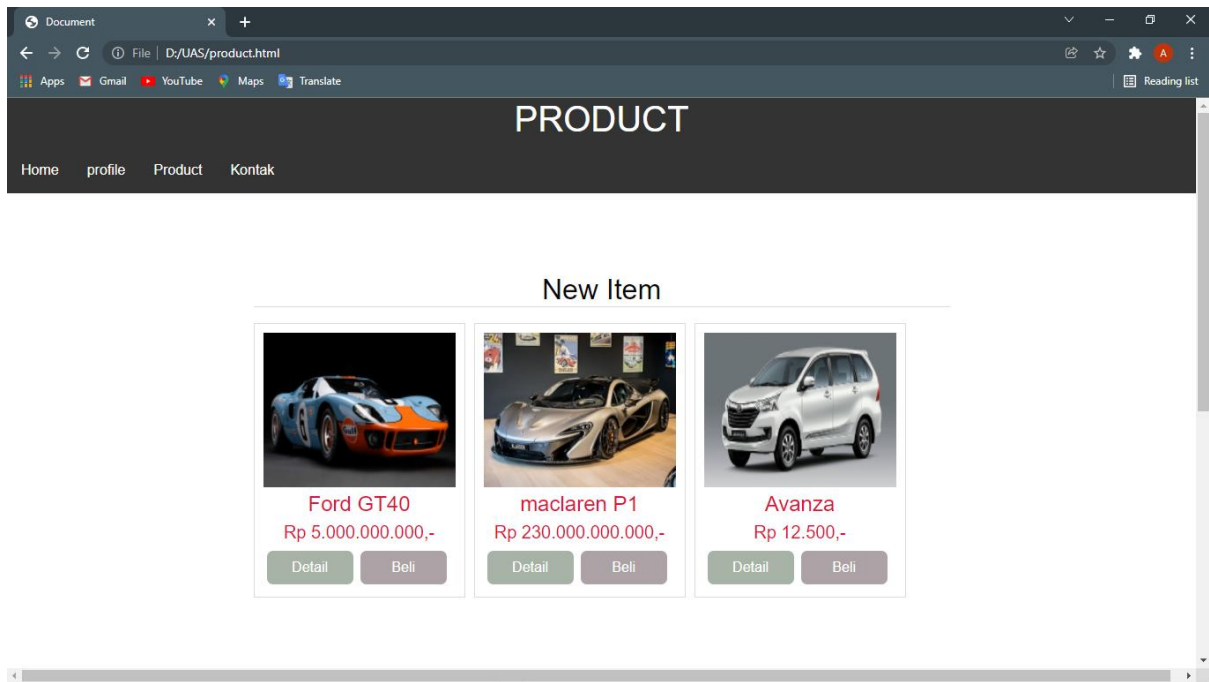 Document
File | D:/UAS/product.html
A
Apps Gmail YouTube Maps Translate Reading list
PRODUCT
Home profile Product Kontak
New Item
6 Gulf
Ford GT40 maclaren P1 Avanza
Rp 5.000.000.000,- Rp 230.000.000.000,- Rp 12.500,-
Detail Beli Detail Beli Detail Beli